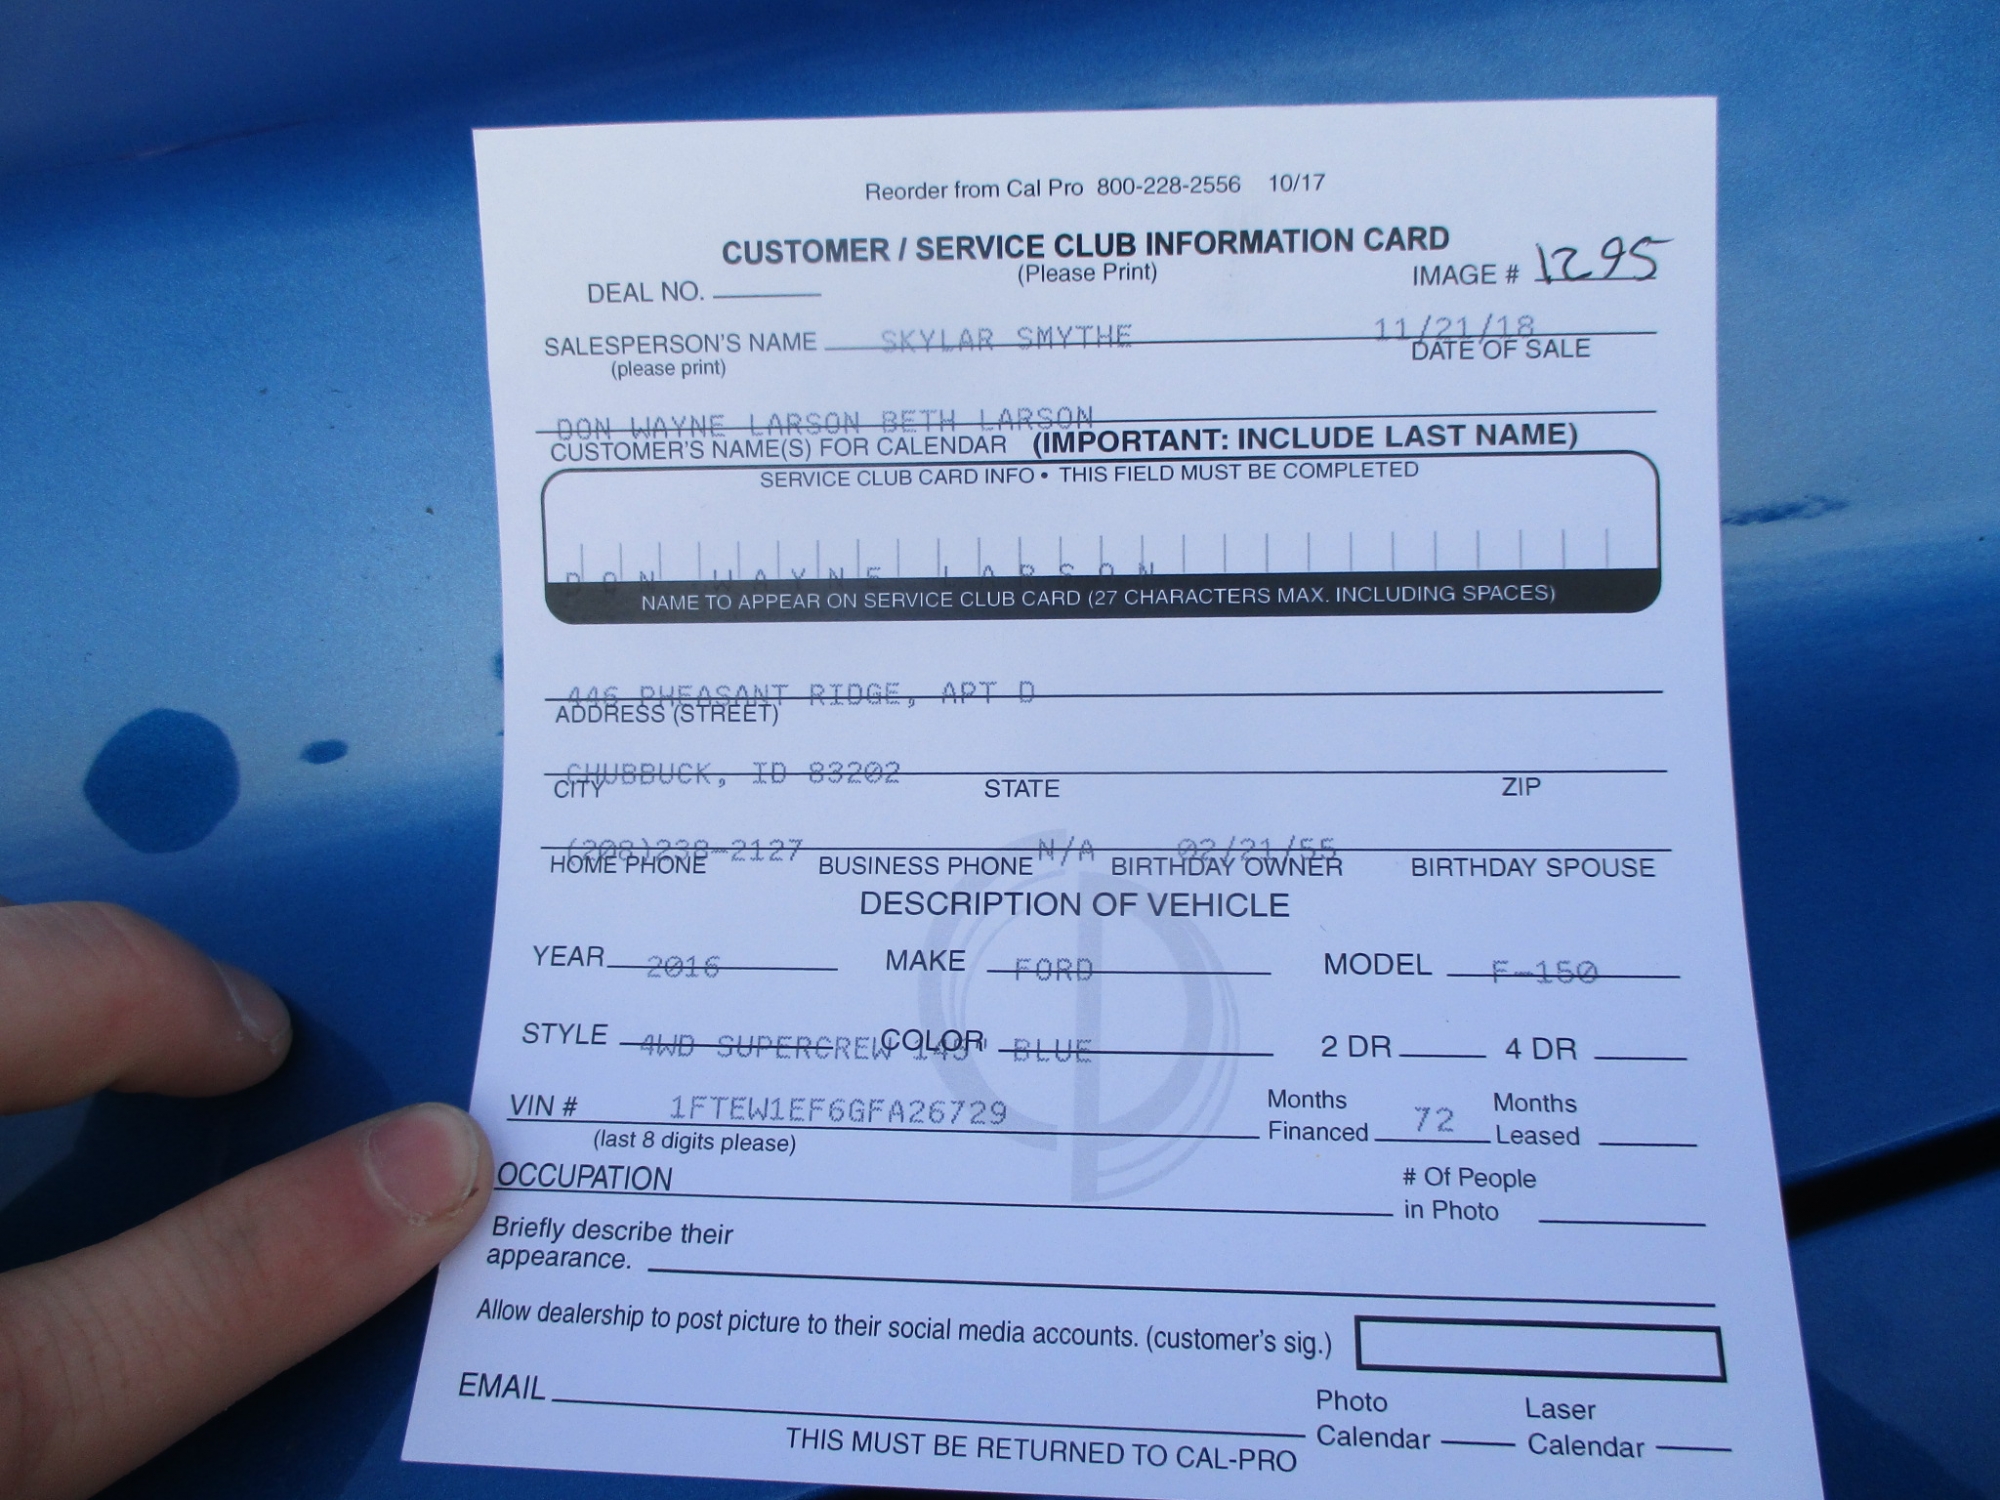 Reorder from Cal Pro 800-228-2556 10/17
CUSTOMER / SERVICE CLUB INFORMATION CARD
(Please Print)
DEAL NO. IMAGE # 1295
SALESPERSON'S NAME SKYLAR SMYTHE 11/21/18
(please print) DATE OF SALE
DON WAYNE LARSON BETH LARSON
CUSTOMER'S NAME(S) FOR CALENDAR (IMPORTANT: INCLUDE LAST NAME)
SERVICE CLUB CARD INFO • THIS FIELD MUST BE COMPLETED
DON WAYNE LARSON
NAME TO APPEAR ON SERVICE CLUB CARD (27 CHARACTERS MAX. INCLUDING SPACES)
446 PHEASANT RIDGE, APT D
ADDRESS (STREET)
CHUBBUCK, ID 83202
CITY STATE ZIP
(208)238-2127 N/A 02/21/55
HOME PHONE BUSINESS PHONE BIRTHDAY OWNER BIRTHDAY SPOUSE
DESCRIPTION OF VEHICLE
YEAR 2016 MAKE FORD MODEL F-150
STYLE 4WD SUPERCREW 145" COLOR BLUE 2 DR 4 DR
VIN # 1FTEW1EF6GFA26729 Months Financed 72 Months Leased
(last 8 digits please)
OCCUPATION # Of People in Photo
Briefly describe their
appearance.
Allow dealership to post picture to their social media accounts. (customer's sig.)
EMAIL Photo Calendar Laser Calendar
THIS MUST BE RETURNED TO CAL-PRO